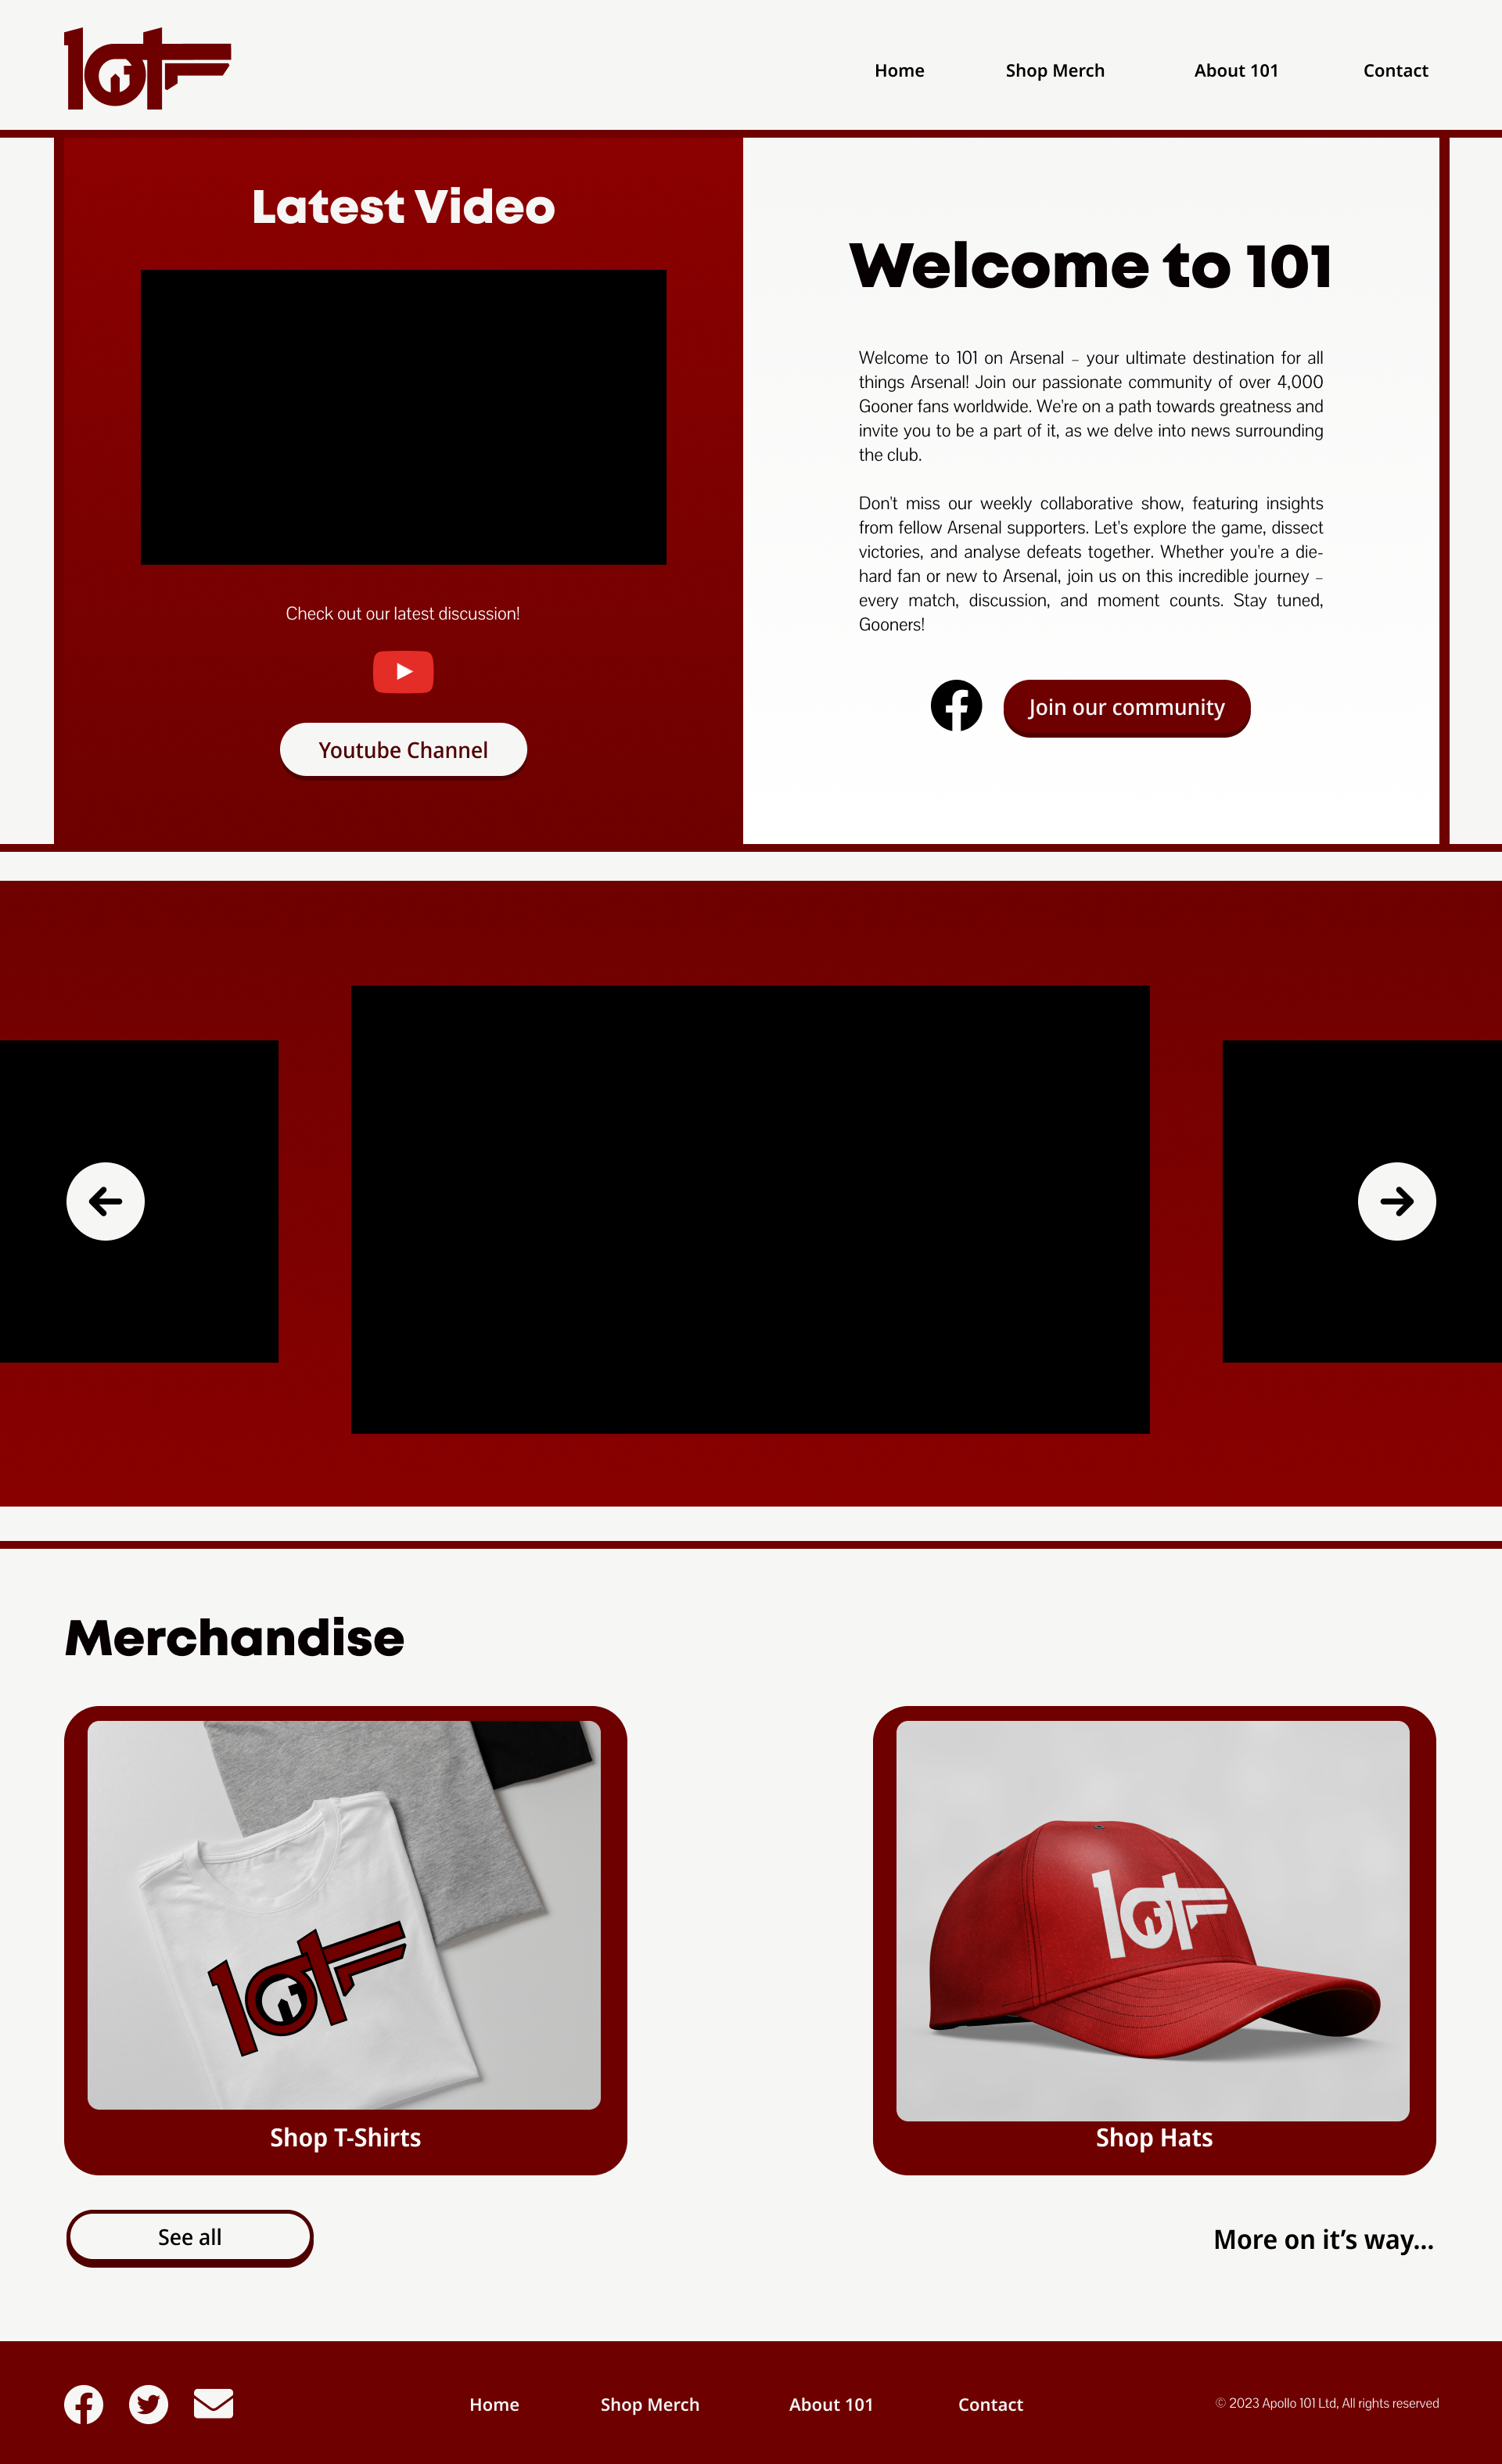 101
Home
Shop Merch
About 101
Contact
Latest Video
Check out our latest discussion!
Youtube Channel
Welcome to 101
Welcome to 101 on Arsenal – your ultimate destination for all
things Arsenal! Join our passionate community of over 4,000
Gooner fans worldwide. We're on a path towards greatness and
invite you to be a part of it, as we delve into news surrounding
the club.
Don't miss our weekly collaborative show, featuring insights
from fellow Arsenal supporters. Let's explore the game, dissect
victories, and analyse defeats together. Whether you're a die-
hard fan or new to Arsenal, join us on this incredible journey –
every match, discussion, and moment counts. Stay tuned,
Gooners!
Join our community
Merchandise
101
Shop T-Shirts
101
Shop Hats
See all
More on it’s way...
Home
Shop Merch
About 101
Contact
© 2023 Apollo 101 Ltd, All rights reserved